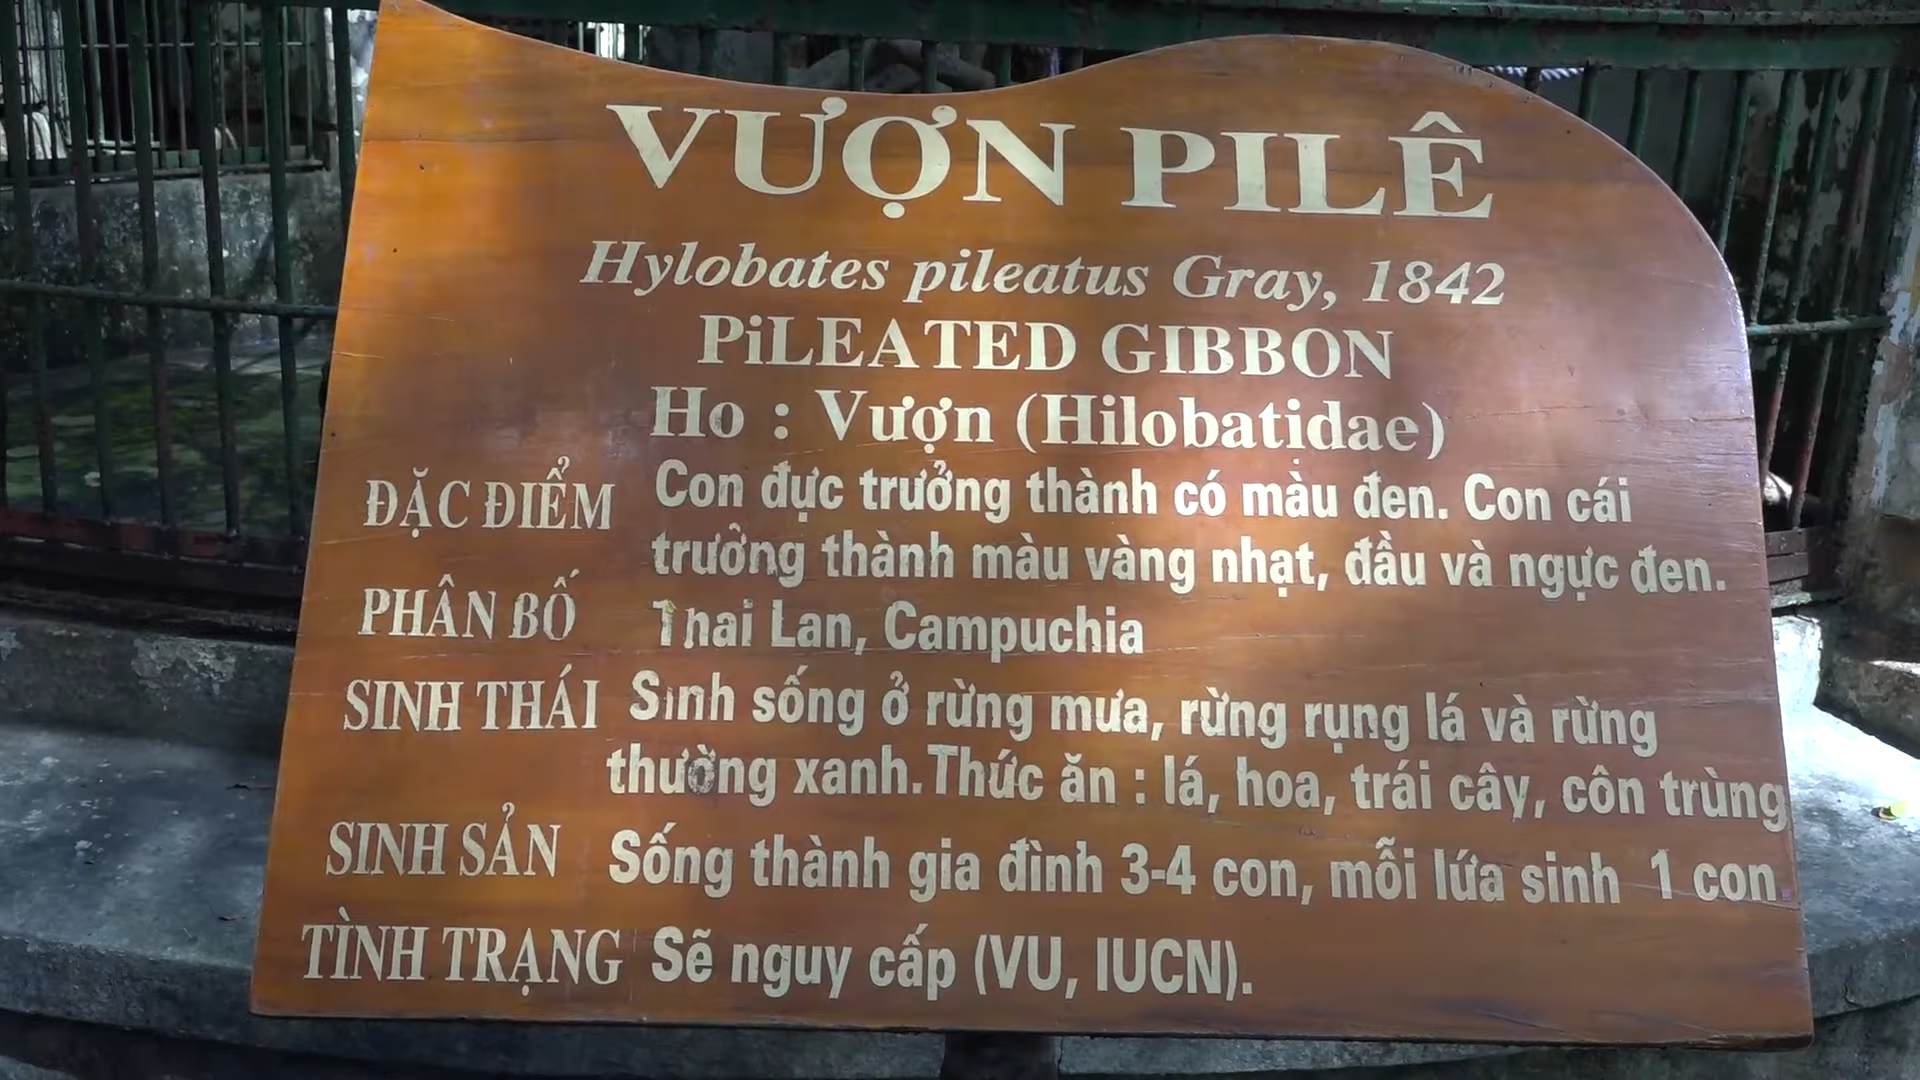 VƯỢN PILÊ
Hylobates pileatus Gray, 1842
PiLEATED GIBBON
Ho : Vượn (Hilobatidae)
ĐẶC ĐIỂM Con đực trưởng thành có màu đen. Con cái
trưởng thành màu vàng nhạt, đầu và ngực đen.
PHÂN BỐ Thai Lan, Campuchia
SINH THÁI Sinh sống ở rừng mưa, rừng rụng lá và rừng
thường xanh. Thức ăn : lá, hoa, trái cây, côn trùng
SINH SẢN Sống thành gia đình 3-4 con, mỗi lứa sinh 1 con.
TÌNH TRẠNG Sẽ nguy cấp (VU, IUCN).